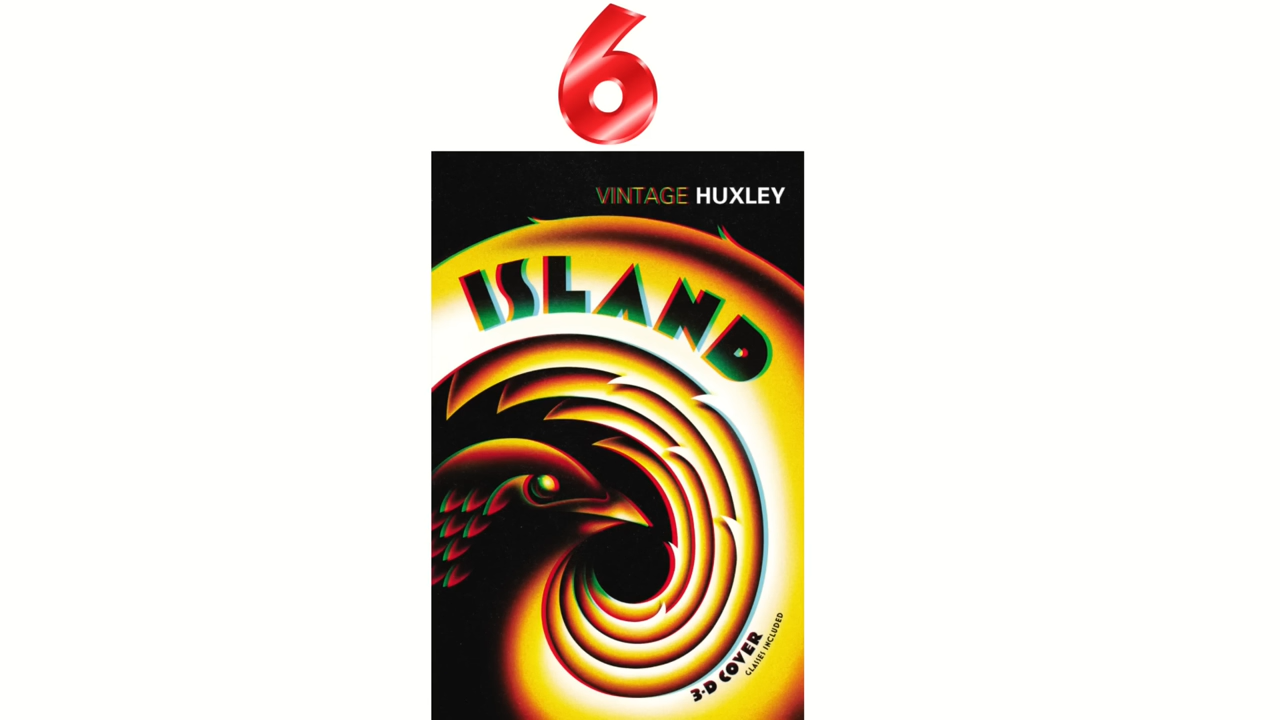 6
VINTAGE HUXLEY
ISLAND
3-D COVER
GLASSES INCLUDED